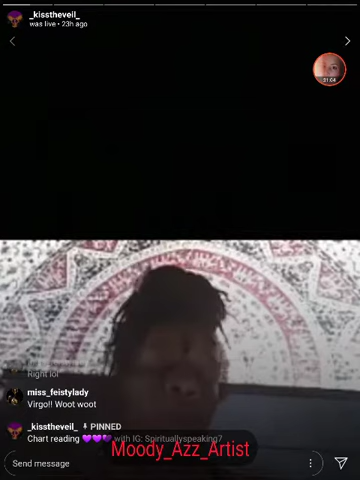 _kisstheveil_
was live • 23h ago
31:04
Right lol
miss_feistylady
Virgo!! Woot woot
_kisstheveil_ PINNED
Chart reading 💜💜💜 with IG: Spirituallyspeaking7
Moody_Azz_Artist
Send message